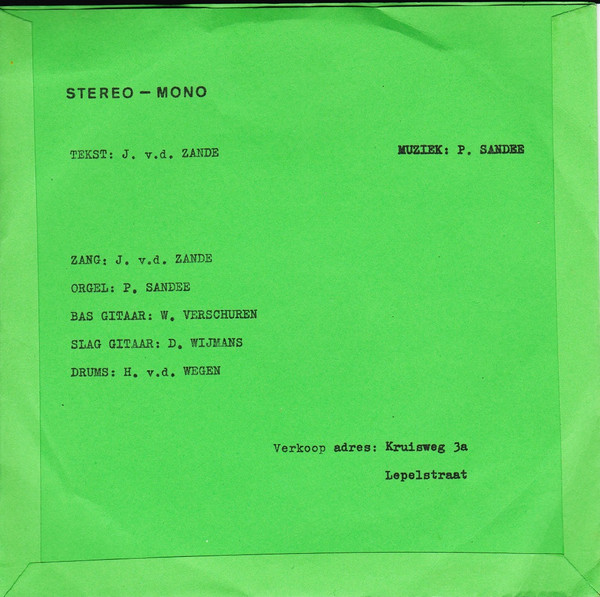 STEREO — MONO
TEKST: J. v.d. ZANDE
MUZIEK: P. SANDEE
ZANG: J. v.d. ZANDE
ORGEL: P. SANDEE
BAS GITAAR: W. VERSCHUREN
SLAG GITAAR: D. WIJMANS
DRUMS: H. v.d. WEGEN
Verkoop adres: Kruisweg 3a
Lepelstraat